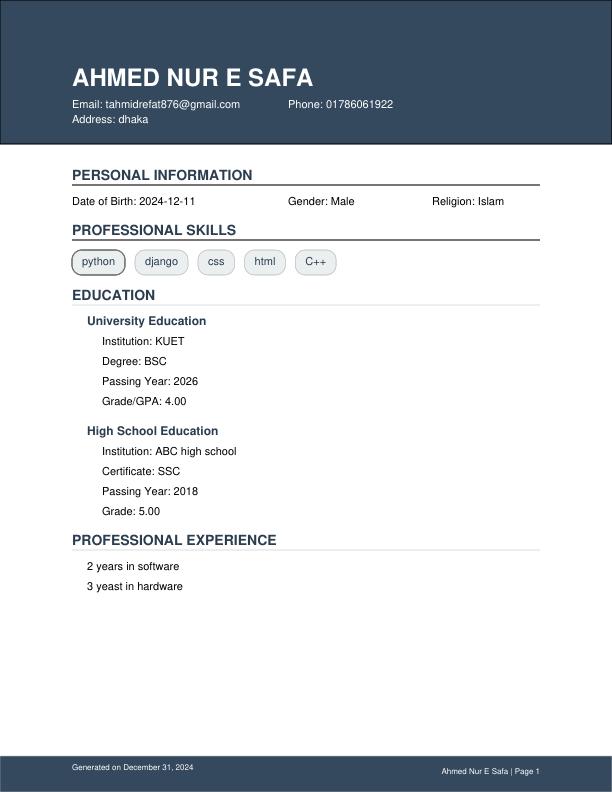 AHMED NUR E SAFA
Email: tahmidrefat876@gmail.com Phone: 01786061922
Address: dhaka
PERSONAL INFORMATION
Date of Birth: 2024-12-11 Gender: Male Religion: Islam
PROFESSIONAL SKILLS
python django css html C++
EDUCATION
University Education
Institution: KUET
Degree: BSC
Passing Year: 2026
Grade/GPA: 4.00
High School Education
Institution: ABC high school
Certificate: SSC
Passing Year: 2018
Grade: 5.00
PROFESSIONAL EXPERIENCE
2 years in software
3 yeast in hardware
Generated on December 31, 2024
Ahmed Nur E Safa | Page 1